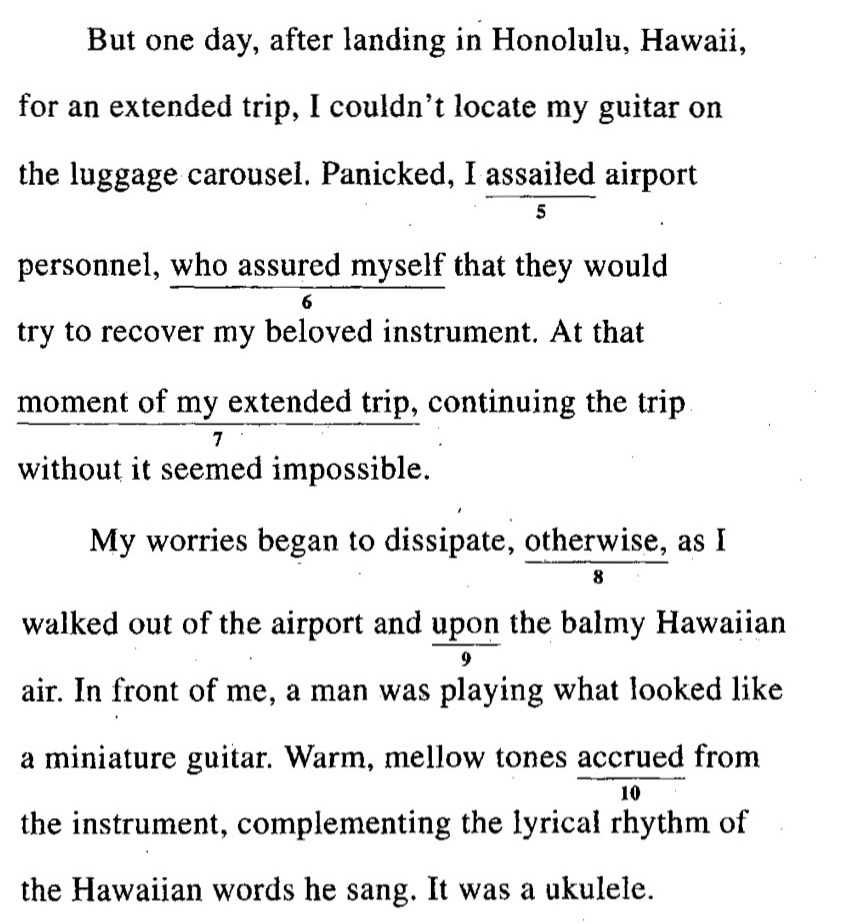 But one day, after landing in Honolulu, Hawaii,
for an extended trip, I couldn't locate my guitar on
the luggage carousel. Panicked, I assailed airport
5
personnel, who assured myself that they would
6
try to recover my beloved instrument. At that
moment of my extended trip, continuing the trip
7
without it seemed impossible.
My worries began to dissipate, otherwise, as I
8
walked out of the airport and upon the balmy Hawaiian
9
air. In front of me, a man was playing what looked like
a miniature guitar. Warm, mellow tones accrued from
10
the instrument, complementing the lyrical rhythm of
the Hawaiian words he sang. It was a ukulele.